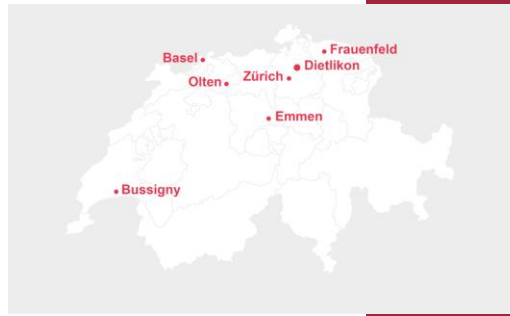 Frauenfeld
Basel
Dietlikon
Zürich
Olten
Emmen
Bussigny